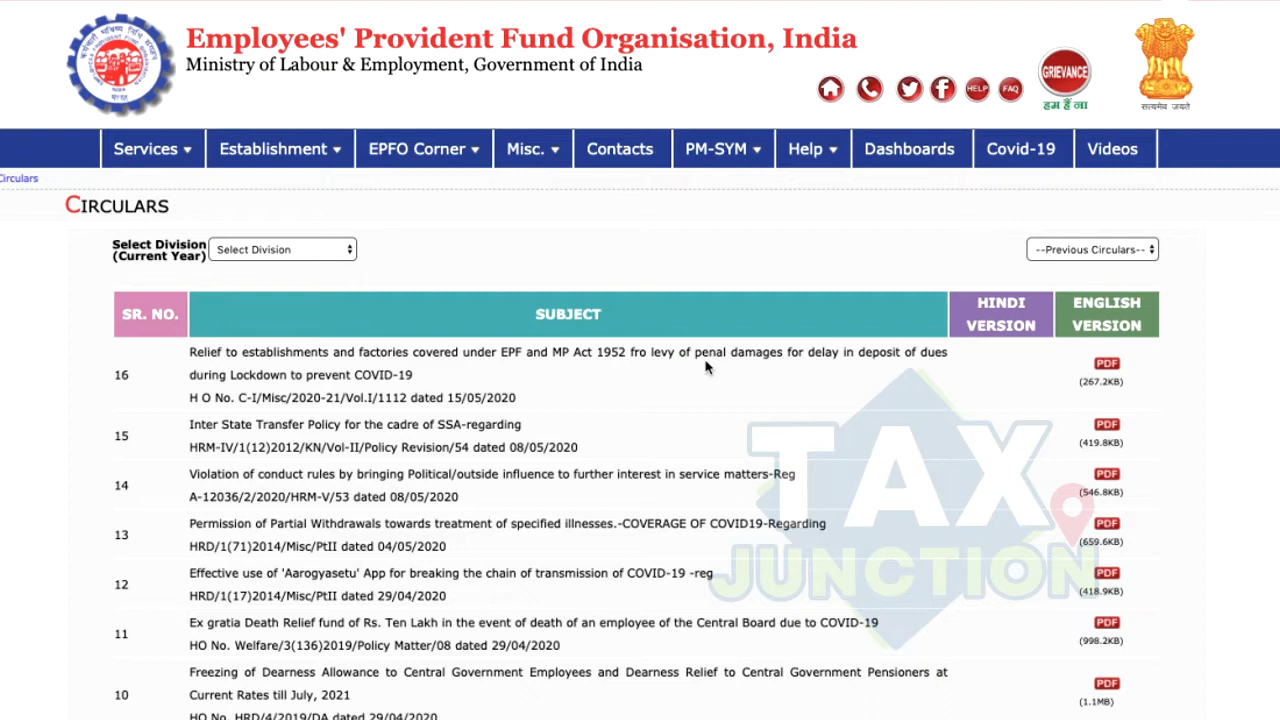 Employees' Provident Fund Organisation, India
Ministry of Labour & Employment, Government of India
HELP
FAQ
GRIEVANCE
हम हैं ना
सत्यमेव जयते
Services Establishment EPFO Corner Misc. Contacts PM-SYM Help Dashboards Covid-19 Videos
Circulars
CIRCULARS
Select Division (Current Year) Select Division --Previous Circulars--
SR. NO. SUBJECT HINDI VERSION ENGLISH VERSION
Relief to establishments and factories covered under EPF and MP Act 1952 fro levy of penal damages for delay in deposit of dues
16 during Lockdown to prevent COVID-19
H O No. C-I/Misc/2020-21/Vol.I/1112 dated 15/05/2020
PDF
(267.2KB)
15 Inter State Transfer Policy for the cadre of SSA-regarding
HRM-IV/1(12)2012/KN/Vol-II/Policy Revision/54 dated 08/05/2020
PDF
(419.8KB)
14 Violation of conduct rules by bringing Political/outside influence to further interest in service matters-Reg
A-12036/2/2020/HRM-V/53 dated 08/05/2020
PDF
(546.8KB)
13 Permission of Partial Withdrawals towards treatment of specified illnesses.-COVERAGE OF COVID19-Regarding
HRD/1(71)2014/Misc/PtII dated 04/05/2020
PDF
(659.6KB)
12 Effective use of 'Aarogyasetu' App for breaking the chain of transmission of COVID-19 -reg
HRD/1(17)2014/Misc/PtII dated 29/04/2020
PDF
(418.9KB)
11 Ex gratia Death Relief fund of Rs. Ten Lakh in the event of death of an employee of the Central Board due to COVID-19
HO No. Welfare/3(136)2019/Policy Matter/08 dated 29/04/2020
PDF
(998.2KB)
Freezing of Dearness Allowance to Central Government Employees and Dearness Relief to Central Government Pensioners at
10 Current Rates till July, 2021
HO No. HRD/4/2019/DA dated 29/04/2020
PDF
(1.1MB)
TAX
JUNCTION